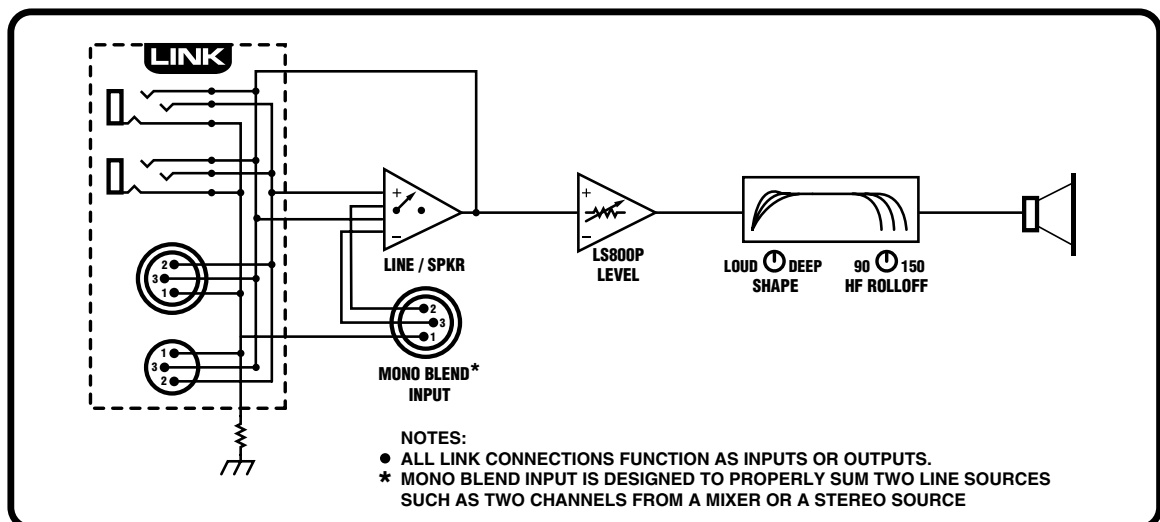 LINK
2
3
1
1
3
2
+
−
LINE / SPKR
2
3
1
MONO BLEND*
INPUT
+
−
LS800P
LEVEL
LOUD DEEP
SHAPE
90 150
HF ROLLOFF
NOTES:
● ALL LINK CONNECTIONS FUNCTION AS INPUTS OR OUTPUTS.
* MONO BLEND INPUT IS DESIGNED TO PROPERLY SUM TWO LINE SOURCES
SUCH AS TWO CHANNELS FROM A MIXER OR A STEREO SOURCE